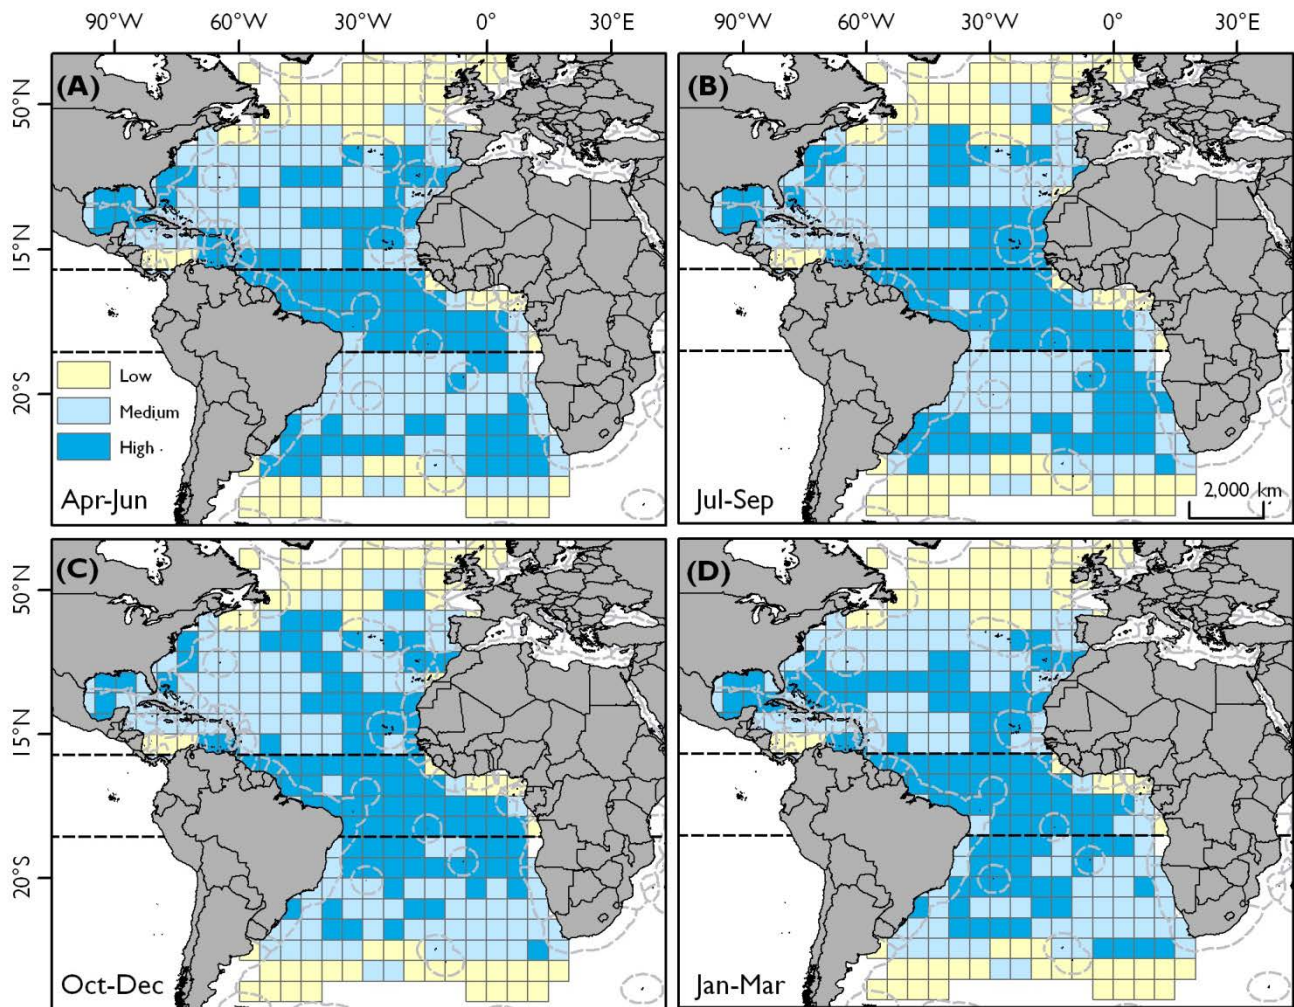 90°W 60°W 30°W 0° 30°E 90°W 60°W 30°W 0° 30°E
(A) (B)
50°N
15°N
20°S
Low
Medium
High
Apr-Jun Jul-Sep 2,000 km
(C) (D)
50°N
15°N
20°S
Oct-Dec Jan-Mar